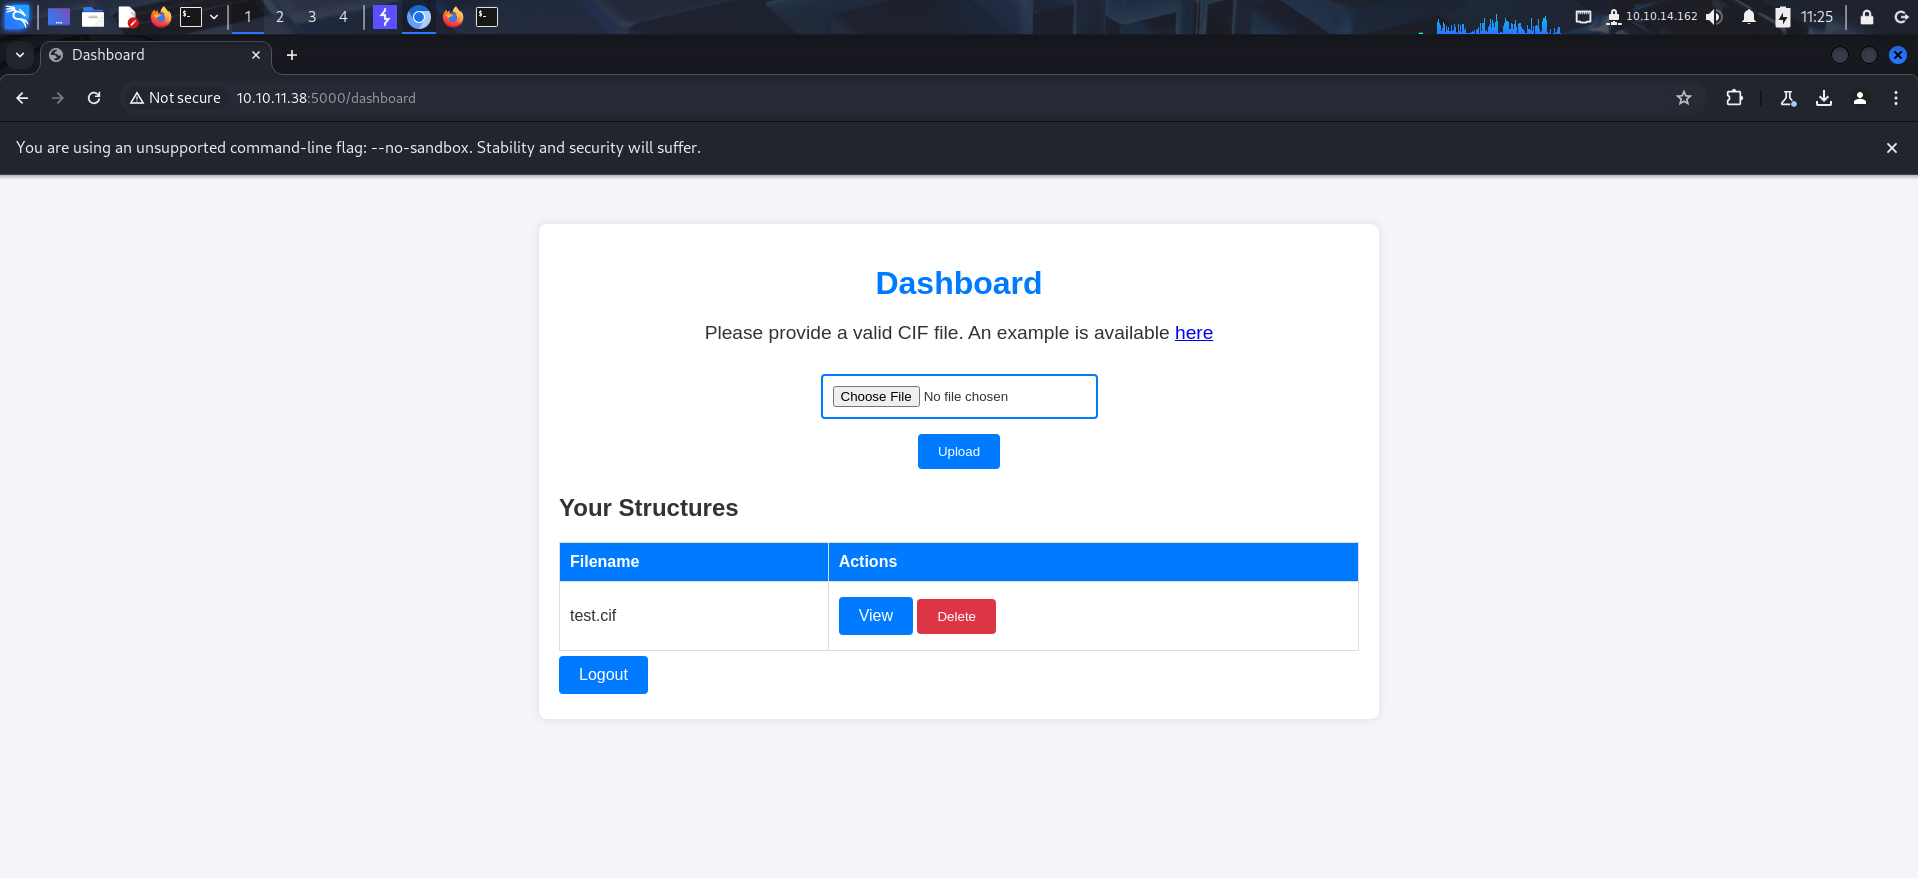 1 2 3 4 10.10.14.162 11:25
Dashboard
Not secure 10.10.11.38:5000/dashboard
You are using an unsupported command-line flag: --no-sandbox. Stability and security will suffer.
Dashboard
Please provide a valid CIF file. An example is available here
Choose File No file chosen
Upload
Your Structures
Filename Actions
test.cif View Delete
Logout